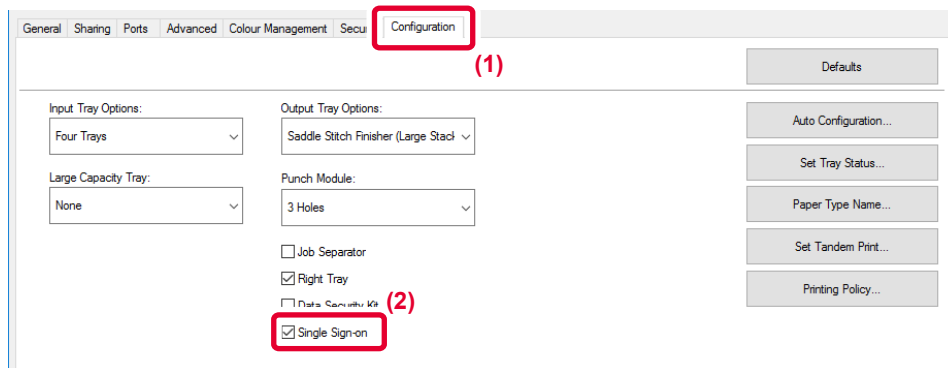 General Sharing Ports Advanced Colour Management Secu Configuration
(1)
Defaults
Input Tray Options:
Four Trays
Large Capacity Tray:
None
Output Tray Options:
Saddle Stitch Finisher (Large Stack
Punch Module:
3 Holes
Job Separator
Right Tray
Data Security Kit
(2)
Single Sign-on
Auto Configuration...
Set Tray Status...
Paper Type Name...
Set Tandem Print...
Printing Policy...